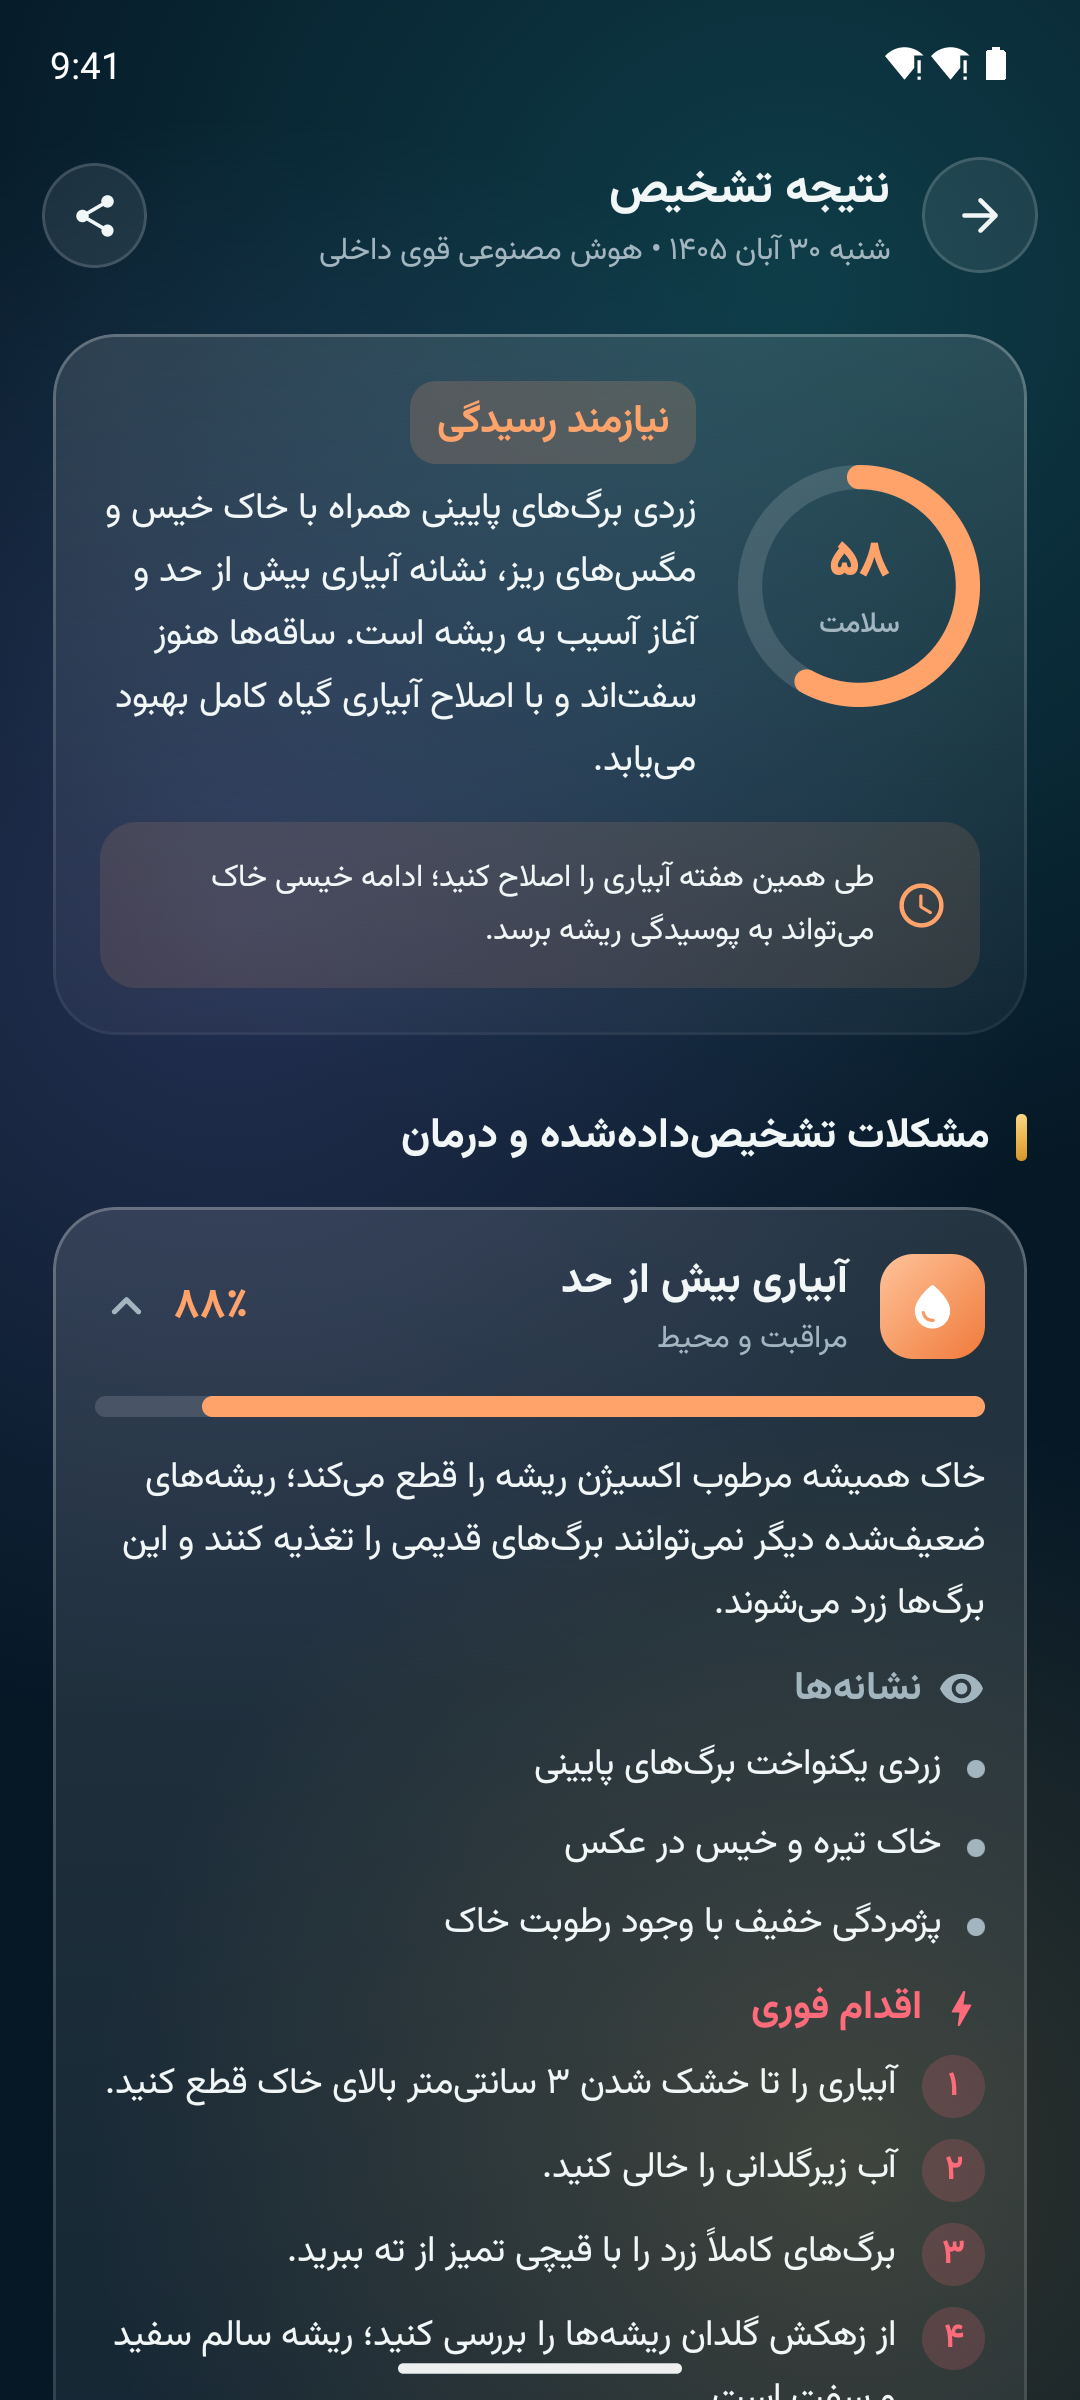 9:41
نتیجه تشخیص
شنبه ۳۰ آبان ۱۴۰۵ • هوش مصنوعی قوی داخلی
نیازمند رسیدگی
زردی برگ‌های پایینی همراه با خاک خیس و
مگس‌های ریز، نشانه آبیاری بیش از حد و
آغاز آسیب به ریشه است. ساقه‌ها هنوز
سفت‌اند و با اصلاح آبیاری گیاه کامل بهبود
می‌یابد.
۵۸
سلامت
طی همین هفته آبیاری را اصلاح کنید؛ ادامه خیسی خاک
می‌تواند به پوسیدگی ریشه برسد.
مشکلات تشخیص‌داده‌شده و درمان
آبیاری بیش از حد
مراقبت و محیط
۸۸٪
خاک همیشه مرطوب اکسیژن ریشه را قطع می‌کند؛ ریشه‌های
ضعیف‌شده دیگر نمی‌توانند برگ‌های قدیمی را تغذیه کنند و این
برگ‌ها زرد می‌شوند.
نشانه‌ها
زردی یکنواخت برگ‌های پایینی
خاک تیره و خیس در عکس
پژمردگی خفیف با وجود رطوبت خاک
اقدام فوری
۱ آبیاری را تا خشک شدن ۳ سانتی‌متر بالای خاک قطع کنید.
۲ آب زیرگلدانی را خالی کنید.
۳ برگ‌های کاملاً زرد را با قیچی تمیز از ته ببرید.
۴ از زهکش گلدان ریشه‌ها را بررسی کنید؛ ریشه سالم سفید
و سفت است.